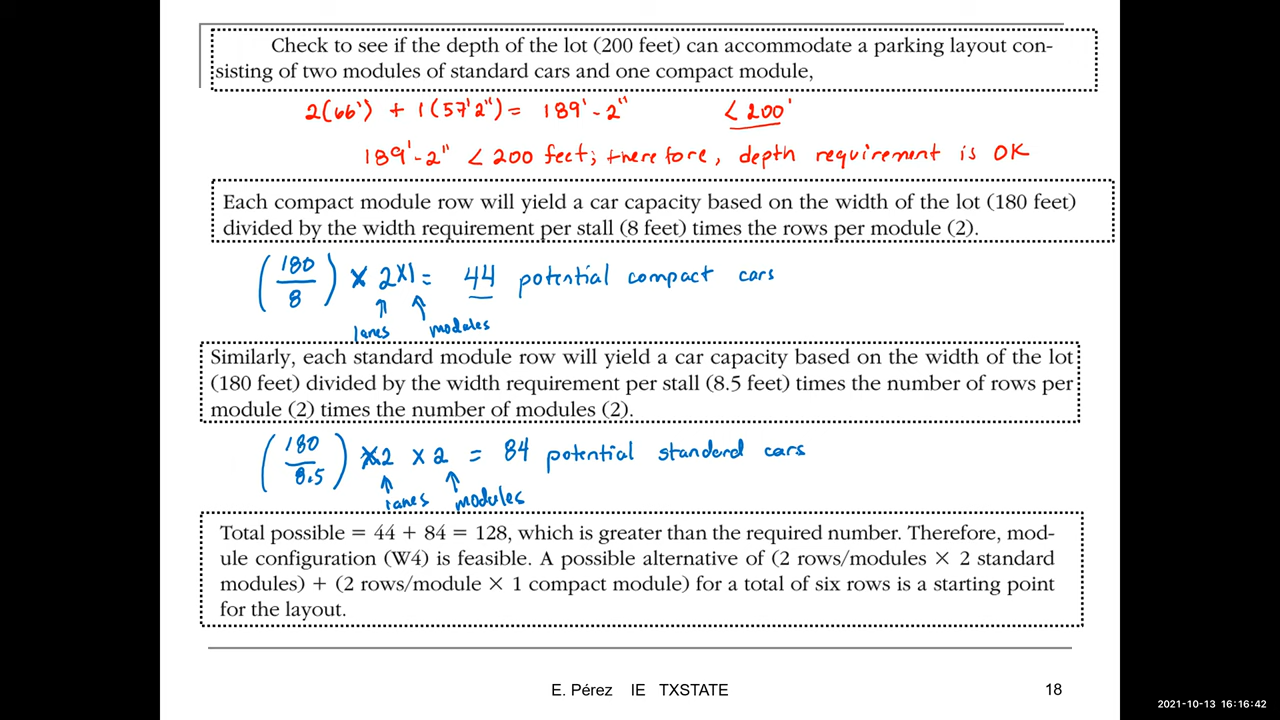 Check to see if the depth of the lot (200 feet) can accommodate a parking layout con-
sisting of two modules of standard cars and one compact module,
2(66') + 1(57'2") = 189'-2" < 200'
189'-2" < 200 feet; therefore, depth requirement is OK
Each compact module row will yield a car capacity based on the width of the lot (180 feet)
divided by the width requirement per stall (8 feet) times the rows per module (2).
(180/8) × 2×1 = 44 potential compact cars
lanes modules
Similarly, each standard module row will yield a car capacity based on the width of the lot
(180 feet) divided by the width requirement per stall (8.5 feet) times the number of rows per
module (2) times the number of modules (2).
(180/8.5) ×2 × 2 = 84 potential standard cars
lanes modules
Total possible = 44 + 84 = 128, which is greater than the required number. Therefore, mod-
ule configuration (W4) is feasible. A possible alternative of (2 rows/modules × 2 standard
modules) + (2 rows/module × 1 compact module) for a total of six rows is a starting point
for the layout.
E. Pérez IE TXSTATE 18
2021-10-13 16:16:42